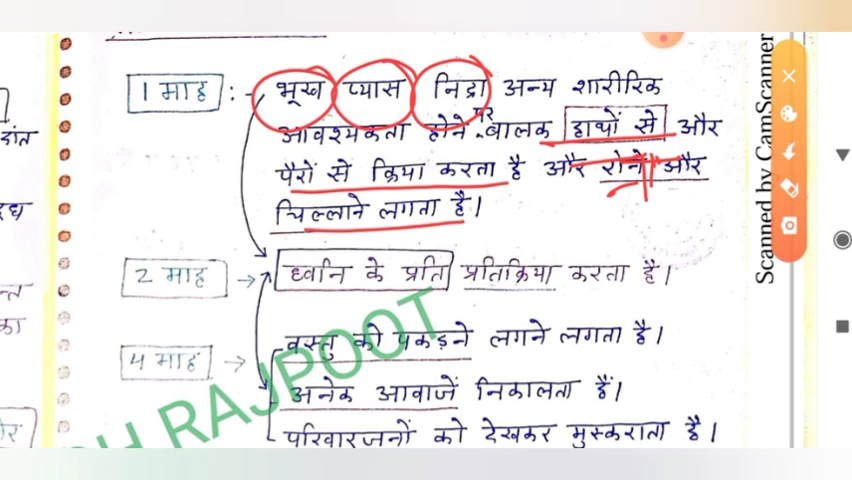 1 माह :- भूख प्यास निद्रा अन्य शारीरिक
आवश्यकता होने पर बालक हाथों से और
पैरों से क्रिया करता है और रोने और
चिल्लाने लगता है।
2 माह → ध्वनि के प्रति प्रतिक्रिया करता है।
4 माह → वस्तु को पकड़ने लगने लगता है।
अनेक आवाजें निकालता हैं।
परिवारजनों को देखकर मुस्कराता है।
RAJPOOT
Scanned by CamScanner